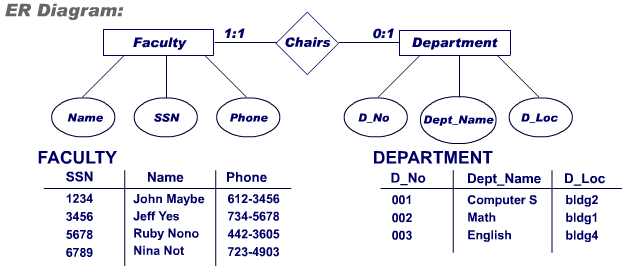 ER Diagram:
Faculty 1:1 Chairs 0:1 Department
Name SSN Phone D_No Dept_Name D_Loc
FACULTY
SSN Name Phone
1234 John Maybe 612-3456
3456 Jeff Yes 734-5678
5678 Ruby Nono 442-3605
6789 Nina Not 723-4903
DEPARTMENT
D_No Dept_Name D_Loc
001 Computer S bldg2
002 Math bldg1
003 English bldg4